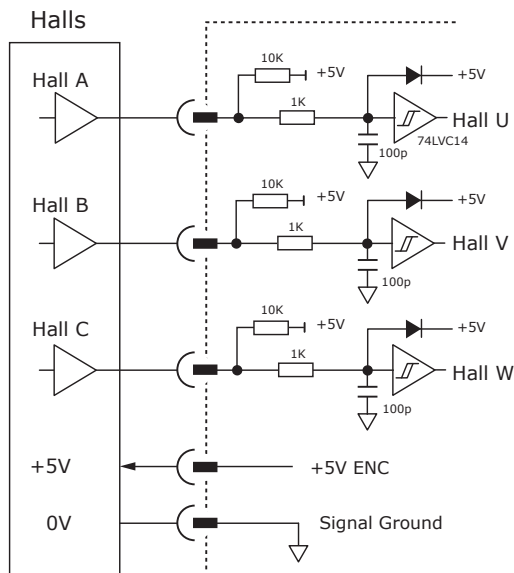 Halls
Hall A
10K
+5V
1K
+5V
Hall U
74LVC14
100p
Hall B
10K
+5V
1K
+5V
Hall V
100p
Hall C
10K
+5V
1K
+5V
Hall W
100p
+5V
+5V ENC
0V
Signal Ground